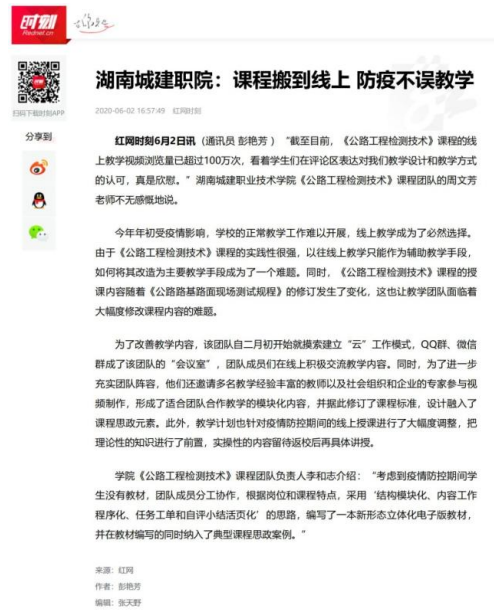 时刻
Rednet.cn
湖南城建职院：课程搬到线上 防疫不误教学
2020-06-02 16:57:49 红网时刻
扫码下载时刻APP
分享到
红网时刻6月2日讯（通讯员 彭艳芳）“截至目前，《公路工程检测技术》课程的线
上教学视频浏览量已超过100万次，看着学生们在评论区表达对我们教学设计和教学方式
的认可，真是欣慰。”湖南城建职业技术学院《公路工程检测技术》课程团队的周文芳
老师不无感慨地说。
今年年初受疫情影响，学校的正常教学工作难以开展，线上教学成为了必然选择。
由于《公路工程检测技术》课程的实践性很强，以往线上教学只能作为辅助教学手段，
如何将其改造为主要教学手段成为了一个难题。同时，《公路工程检测技术》课程的授
课内容随着《公路路基路面现场测试规程》的修订发生了变化，这也让教学团队面临着
大幅度修改课程内容的难题。
为了改善教学内容，该团队自二月初开始就摸索建立“云”工作模式，QQ群、微信
群成了该团队的“会议室”，团队成员们在线上积极交流教学内容。同时，为了进一步
充实团队阵容，他们还邀请多名教学经验丰富的教师以及社会组织和企业的专家参与视
频制作，形成了适合团队合作教学的模块化内容，并据此修订了课程标准，设计融入了
课程思政元素。此外，教学计划也针对疫情防控期间的线上授课进行了大幅度调整，把
理论性的知识进行了前置，实操性的内容留待返校后再具体讲授。
学院《公路工程检测技术》课程团队负责人李和志介绍：“考虑到疫情防控期间学
生没有教材，团队成员分工协作，根据岗位和课程特点，采用‘结构模块化、内容工作
程序化、任务工单和自评小结活页化’的思路，编写了一本新形态立体化电子版教材，
并在教材编写的同时纳入了典型课程思政案例。”
来源：红网
作者：彭艳芳
编辑：张天野